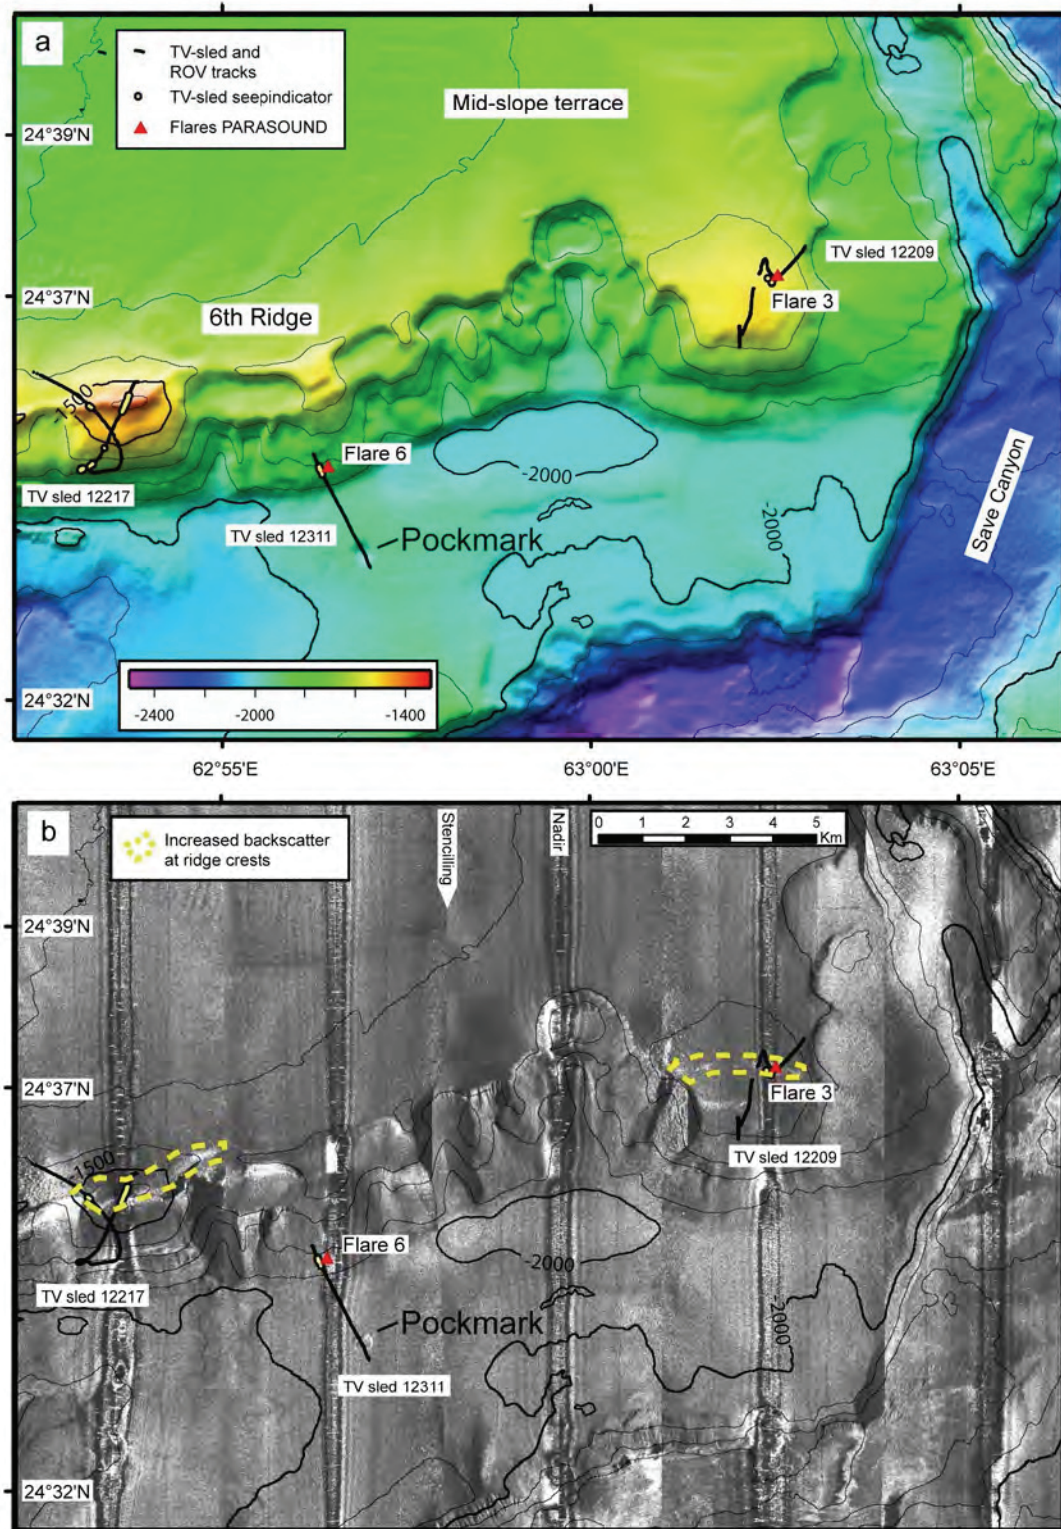 a
TV-sled and
ROV tracks
TV-sled seepindicator
Flares PARASOUND
Mid-slope terrace
24°39'N
TV sled 12209
24°37'N
Flare 3
6th Ridge
-1500
Flare 6
-2000
TV sled 12217
TV sled 12311
Pockmark
-2000
Save Canyon
24°32'N
-2400
-2000
-1400
62°55'E
63°00'E
63°05'E
b
Increased backscatter
at ridge crests
Stencilling
Nadir
0 1 2 3 4 5
Km
24°39'N
24°37'N
Flare 3
TV sled 12209
-1500
Flare 6
-2000
TV sled 12217
Pockmark
-2000
TV sled 12311
24°32'N